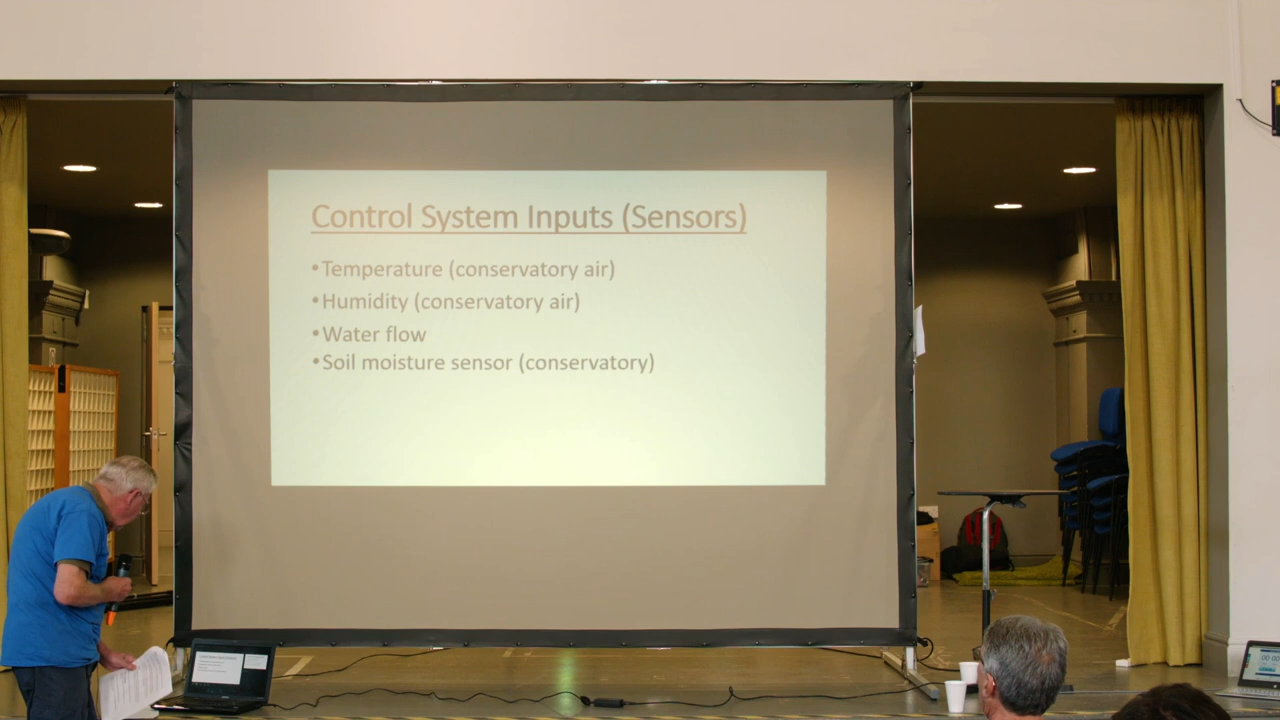 Control System Inputs (Sensors)
•Temperature (conservatory air)
•Humidity (conservatory air)
•Water flow
•Soil moisture sensor (conservatory)